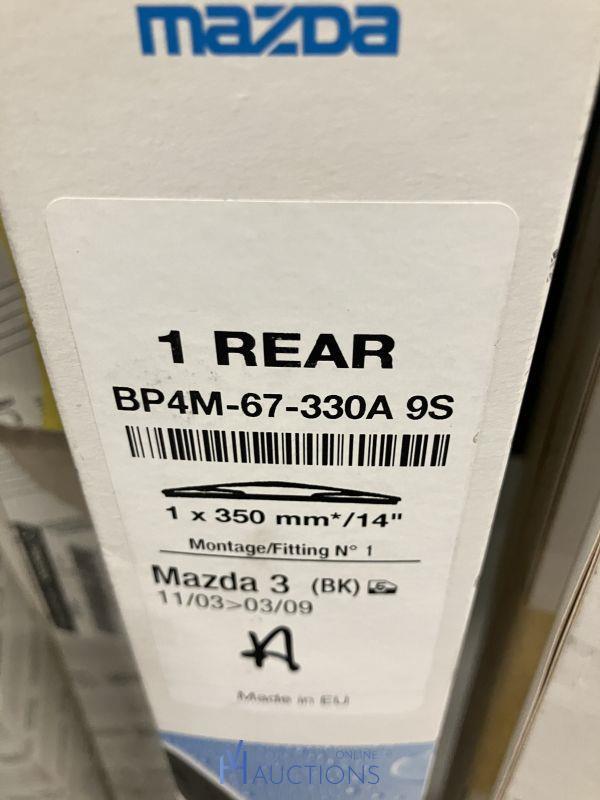 mazda
1 REAR
BP4M-67-330A 9S
1 x 350 mm*/14"
Montage/Fitting N° 1
Mazda 3 (BK)
11/03>03/09
A
Made in EU
ONLINE
AUCTIONS